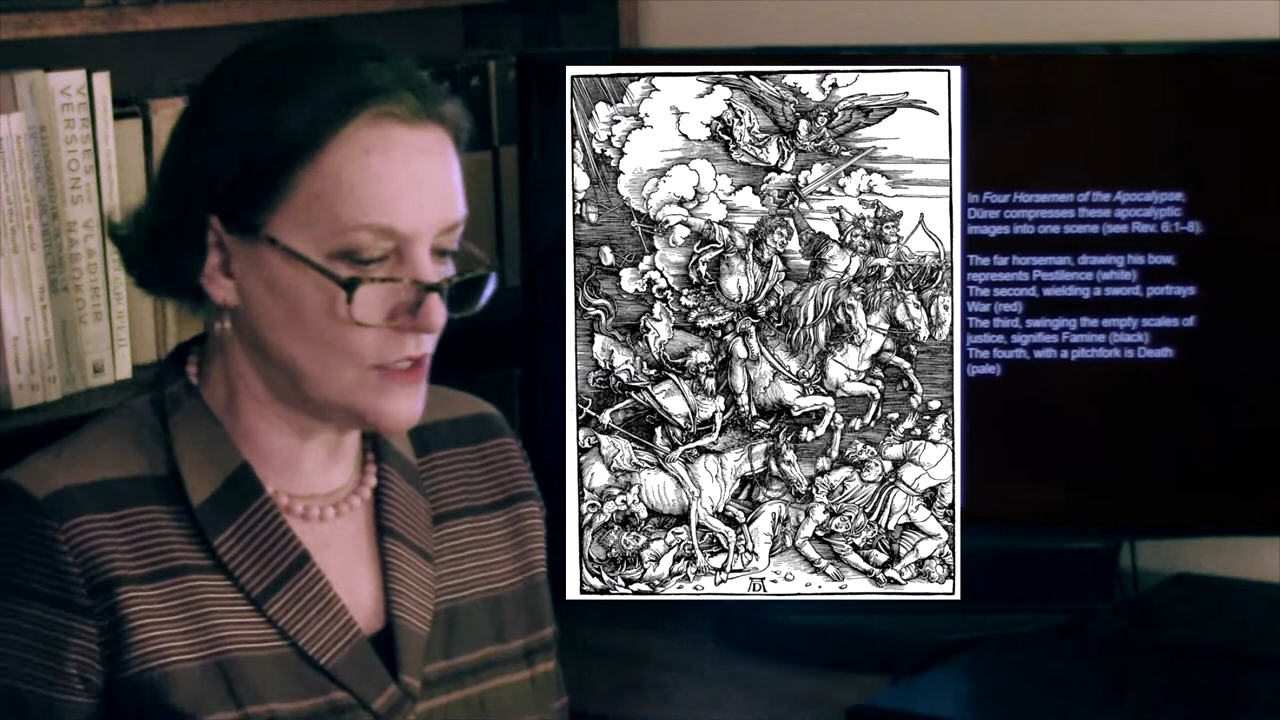 VERSES AND
VERSIONS
VLADIMIR
NABOKOV
In Four Horsemen of the Apocalypse,
Dürer compresses these apocalyptic
images into one scene (see Rev. 6:1–8).
The far horseman, drawing his bow,
represents Pestilence (white)
The second, wielding a sword, portrays
War (red)
The third, swinging the empty scales of
justice, signifies Famine (black)
The fourth, with a pitchfork is Death
(pale)
AD